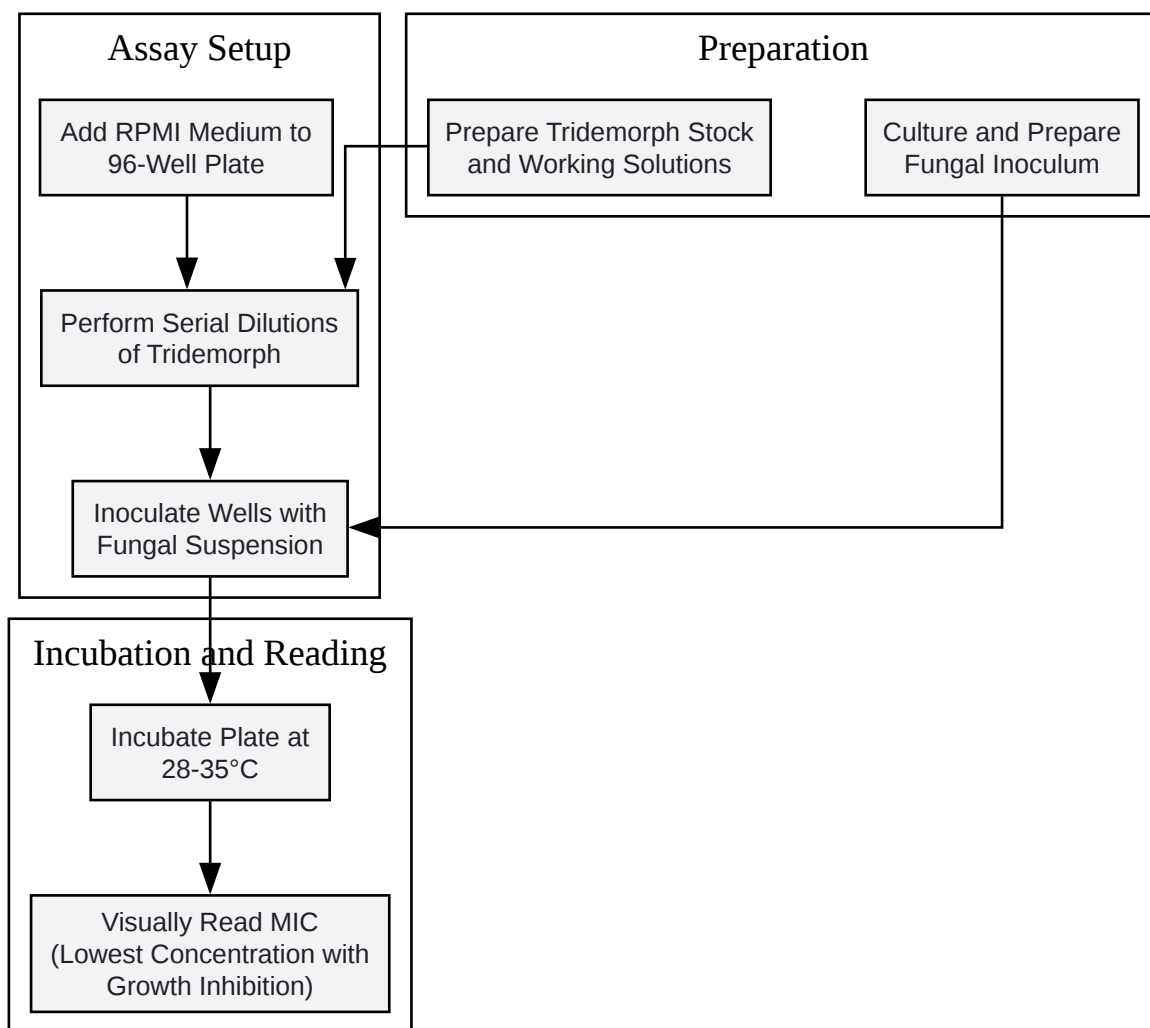 Assay Setup
Preparation
Add RPMI Medium to
96-Well Plate
Prepare Tridemorph Stock
and Working Solutions
Culture and Prepare
Fungal Inoculum
Perform Serial Dilutions
of Tridemorph
Inoculate Wells with
Fungal Suspension
Incubation and Reading
Incubate Plate at
28-35°C
Visually Read MIC
(Lowest Concentration with
Growth Inhibition)